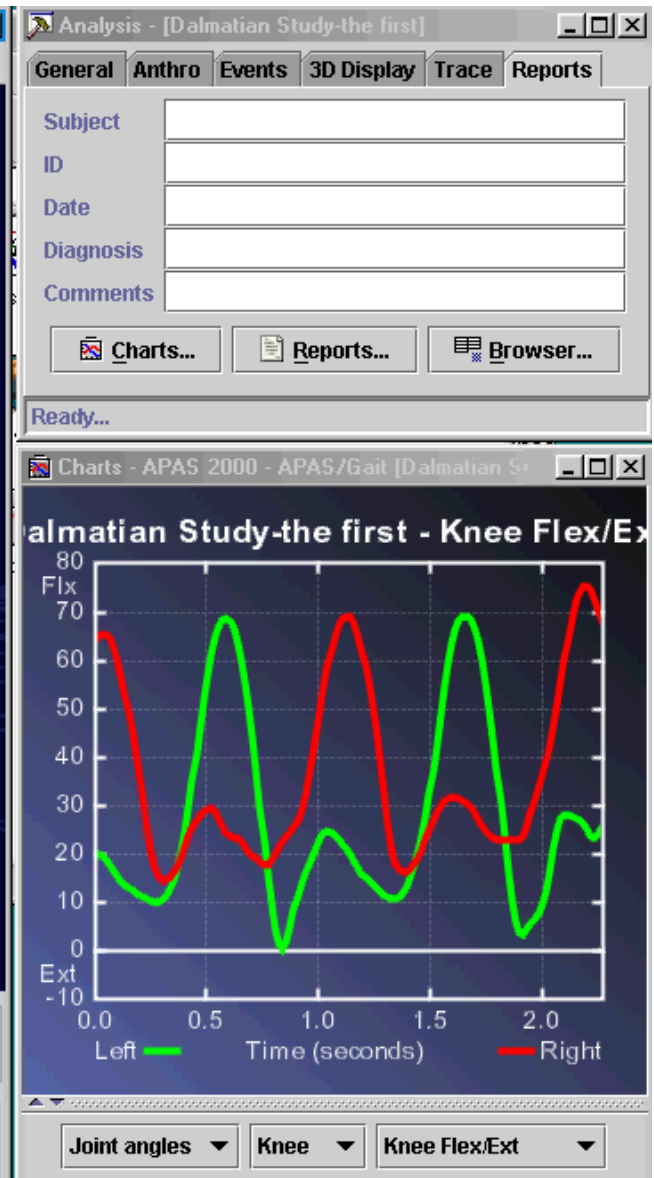 Analysis - [Dalmatian Study-the first]
General Anthro Events 3D Display Trace Reports
Subject
ID
Date
Diagnosis
Comments
Charts... Reports... Browser...
Ready...
Charts - APAS 2000 - APAS/Gait [Dalmatian
almatian Study-the first - Knee Flex/Ex
80
Flx
70
60
50
40
30
20
10
0
Ext
-10
0.0 0.5 1.0 1.5 2.0
Left Time (seconds) Right
Joint angles Knee Knee Flex/Ext